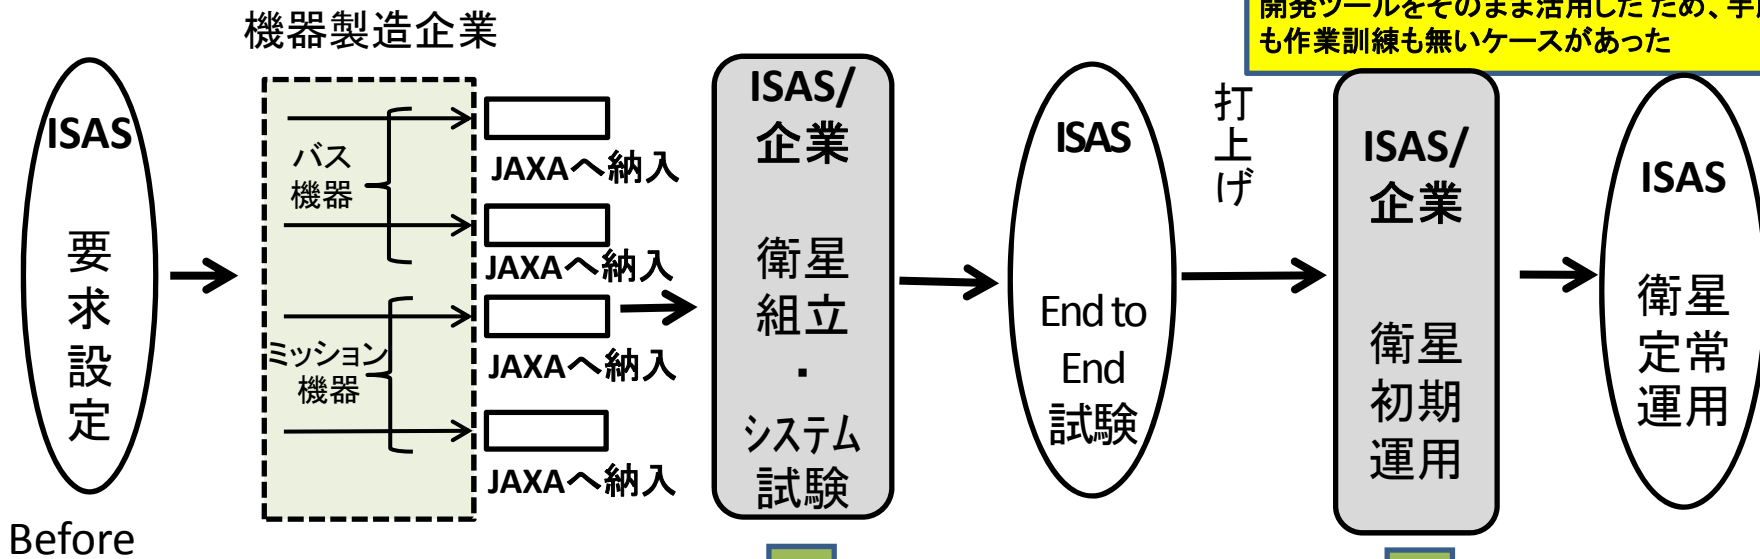 開発ツールをそのまま活用したため、手
も作業訓練も無いケースがあった
機器製造企業
ISAS
要
求
設
定
バス
機器
ミッション
機器
JAXAへ納入
JAXAへ納入
JAXAへ納入
JAXAへ納入
ISAS/
企業
衛星
組立
・
システム
試験
ISAS
End to
End
試験
打
上
げ
ISAS/
企業
衛星
初期
運用
ISAS
衛星
定常
運用
Before